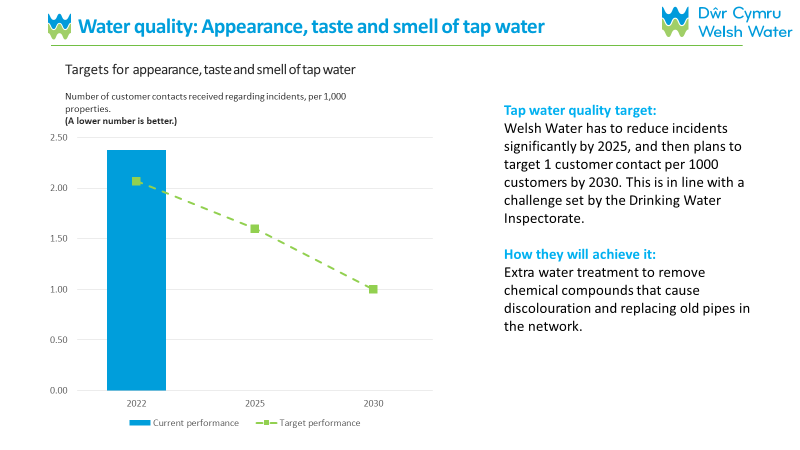 Water quality: Appearance, taste and smell of tap water
Dŵr Cymru
Welsh Water
Targets for appearance, taste and smell of tap water
Number of customer contacts received regarding incidents, per 1,000
properties.
(A lower number is better.)
2.50
2.00
1.50
1.00
0.50
0.00
2022
2025
2030
Current performance
Target performance
Tap water quality target:
Welsh Water has to reduce incidents
significantly by 2025, and then plans to
target 1 customer contact per 1000
customers by 2030. This is in line with a
challenge set by the Drinking Water
Inspectorate.
How they will achieve it:
Extra water treatment to remove
chemical compounds that cause
discolouration and replacing old pipes in
the network.